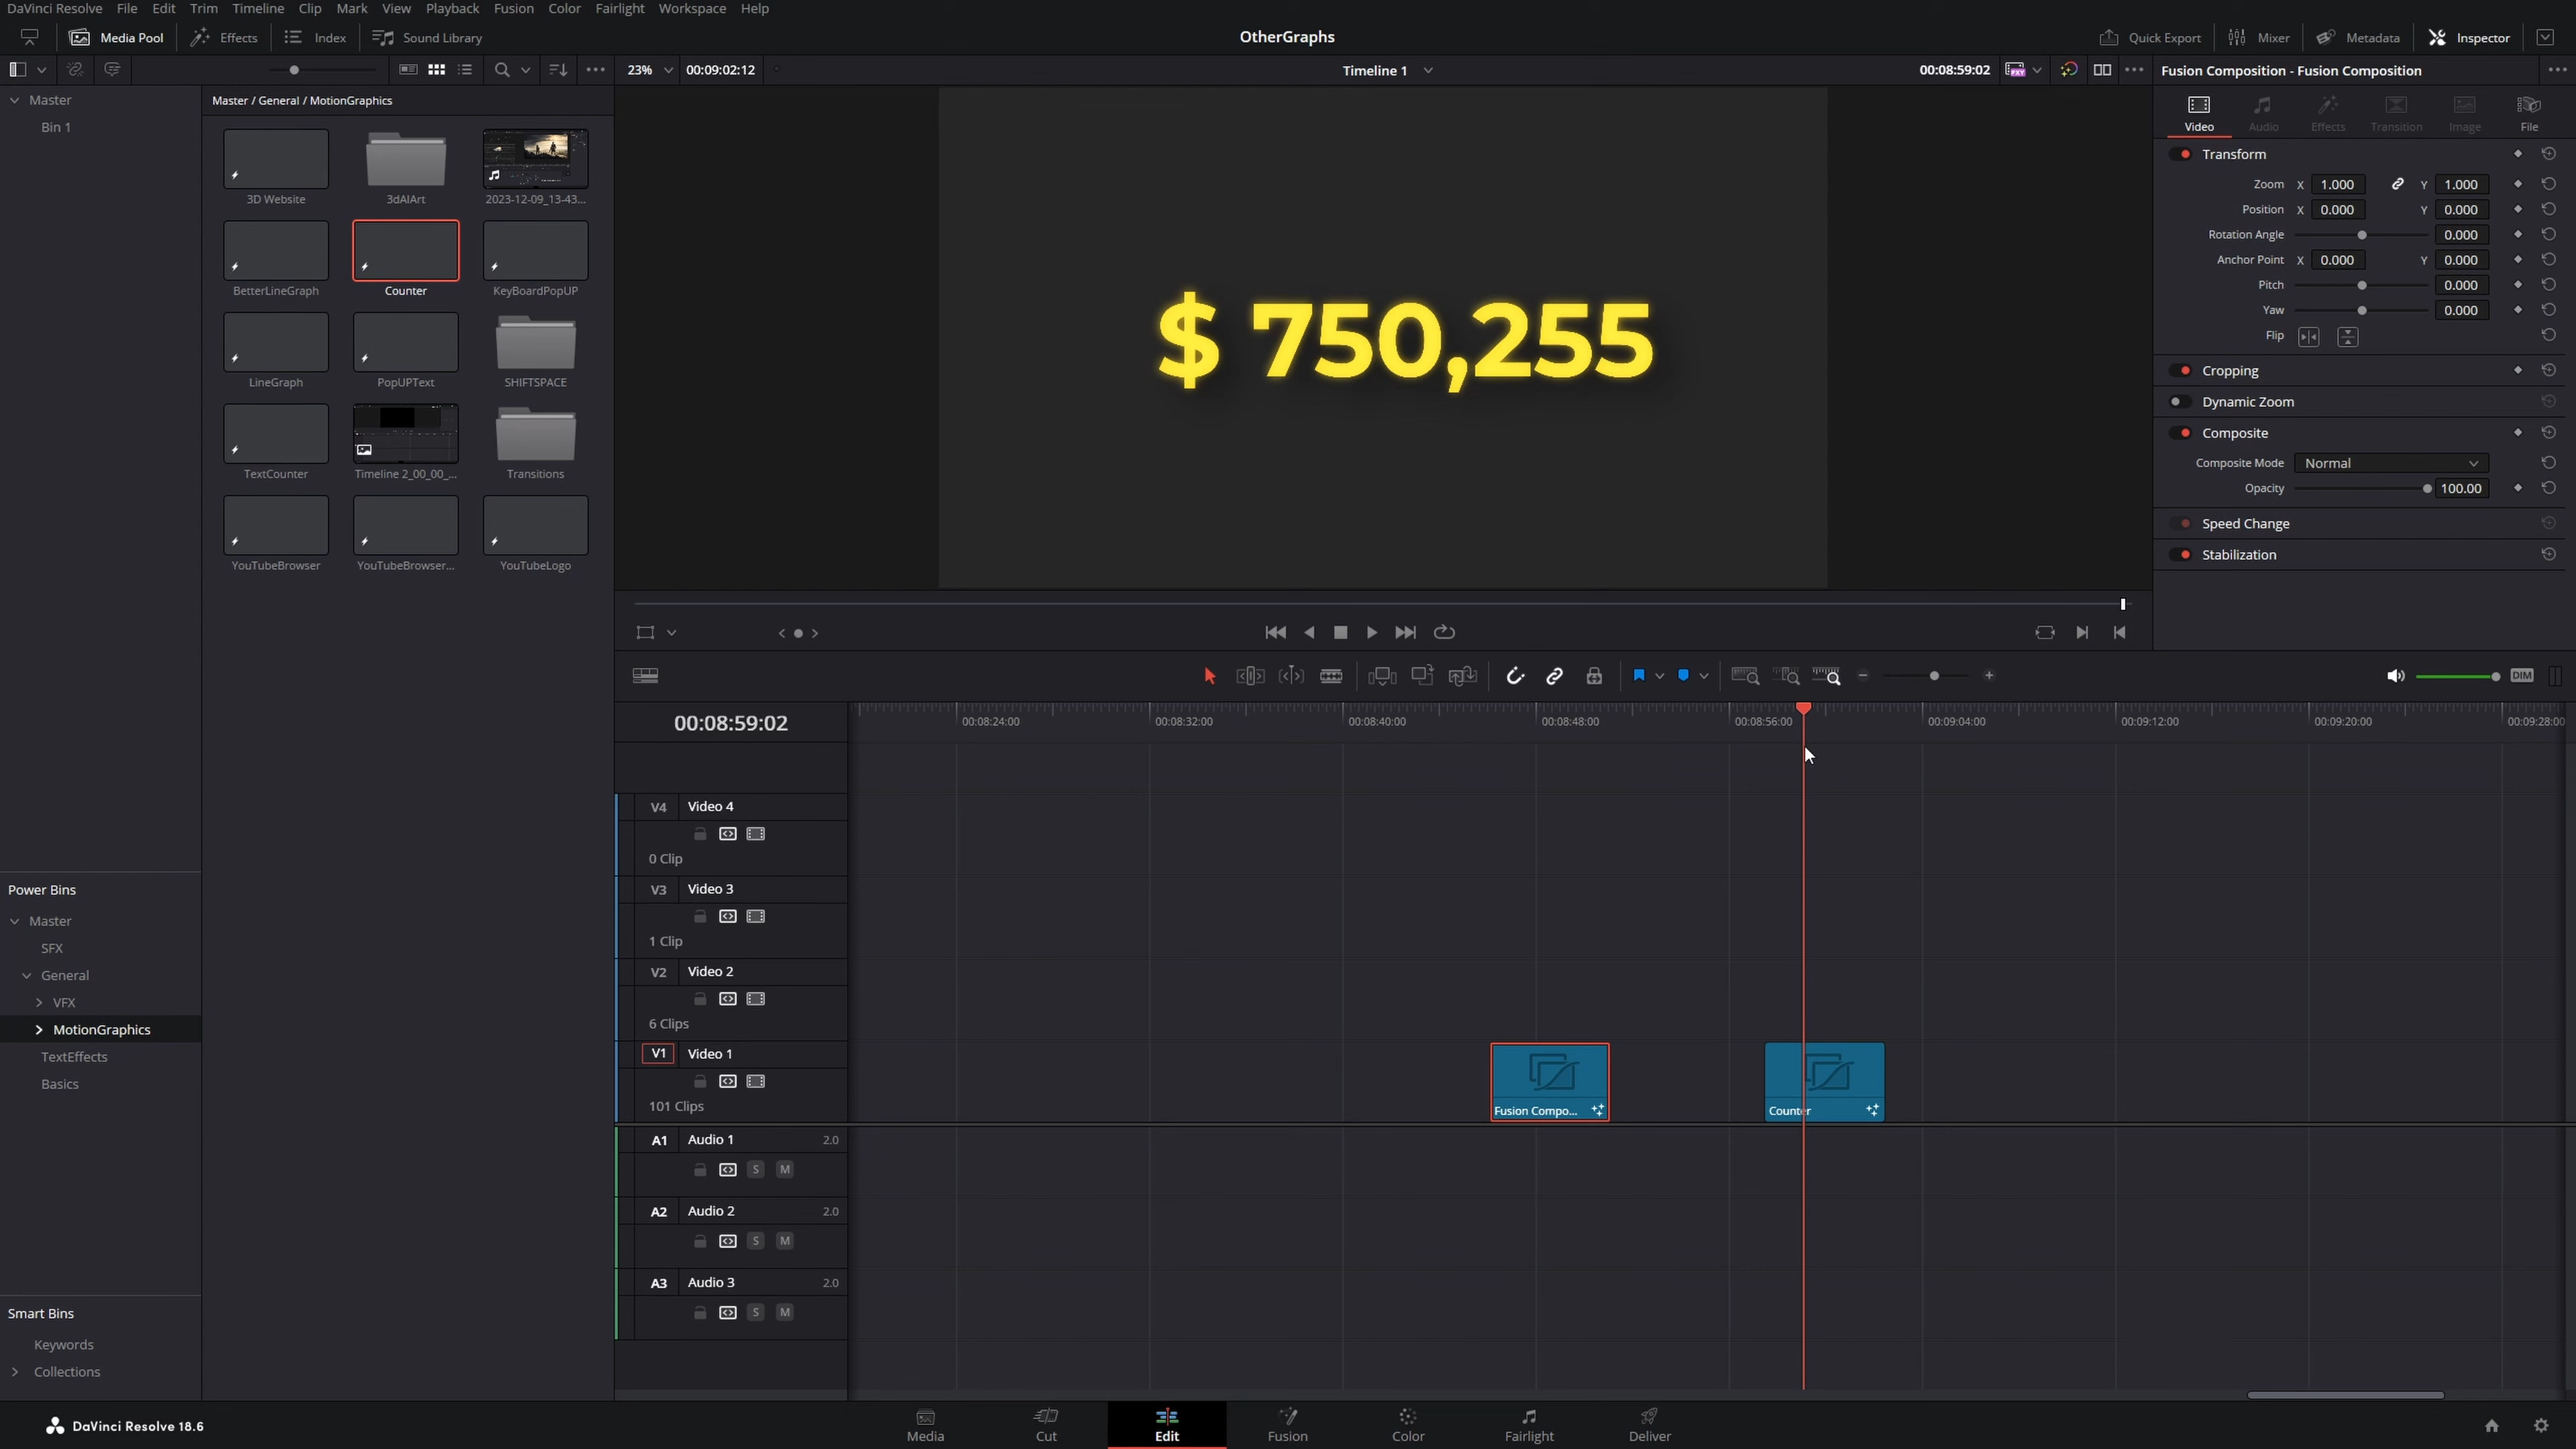 DaVinci Resolve File Edit Trim Timeline Clip Mark View Playback Fusion Color Fairlight Workspace Help
Media Pool Effects Index Sound Library OtherGraphs Quick Export Mixer Metadata Inspector
23% 00:09:02:12 Timeline 1 00:08:59:02 Fusion Composition - Fusion Composition
Master
Bin 1
Master / General / MotionGraphics
3D Website 3dAIArt 2023-12-09_13-43...
BetterLineGraph Counter KeyBoardPopUP
LineGraph PopUPText SHIFTSPACE
TextCounter Timeline 2_00_00_... Transitions
YouTubeBrowser YouTubeBrowser... YouTubeLogo
$ 750,255
Video Audio Effects Transition Image File
Transform
Zoom X 1.000 Y 1.000
Position X 0.000 Y 0.000
Rotation Angle 0.000
Anchor Point X 0.000 Y 0.000
Pitch 0.000
Yaw 0.000
Flip
Cropping
Dynamic Zoom
Composite
Composite Mode Normal
Opacity 100.00
Speed Change
Stabilization
DIM
00:08:59:02
00:08:24:00 00:08:32:00 00:08:40:00 00:08:48:00 00:08:56:00 00:09:04:00 00:09:12:00 00:09:20:00 00:09:28:00
V4 Video 4
0 Clip
V3 Video 3
1 Clip
V2 Video 2
6 Clips
V1 Video 1
101 Clips
Fusion Compo... Counter
A1 Audio 1 2.0
S M
A2 Audio 2 2.0
S M
A3 Audio 3 2.0
S M
Power Bins
Master
SFX
General
VFX
MotionGraphics
TextEffects
Basics
Smart Bins
Keywords
Collections
DaVinci Resolve 18.6
Media Cut Edit Fusion Color Fairlight Deliver